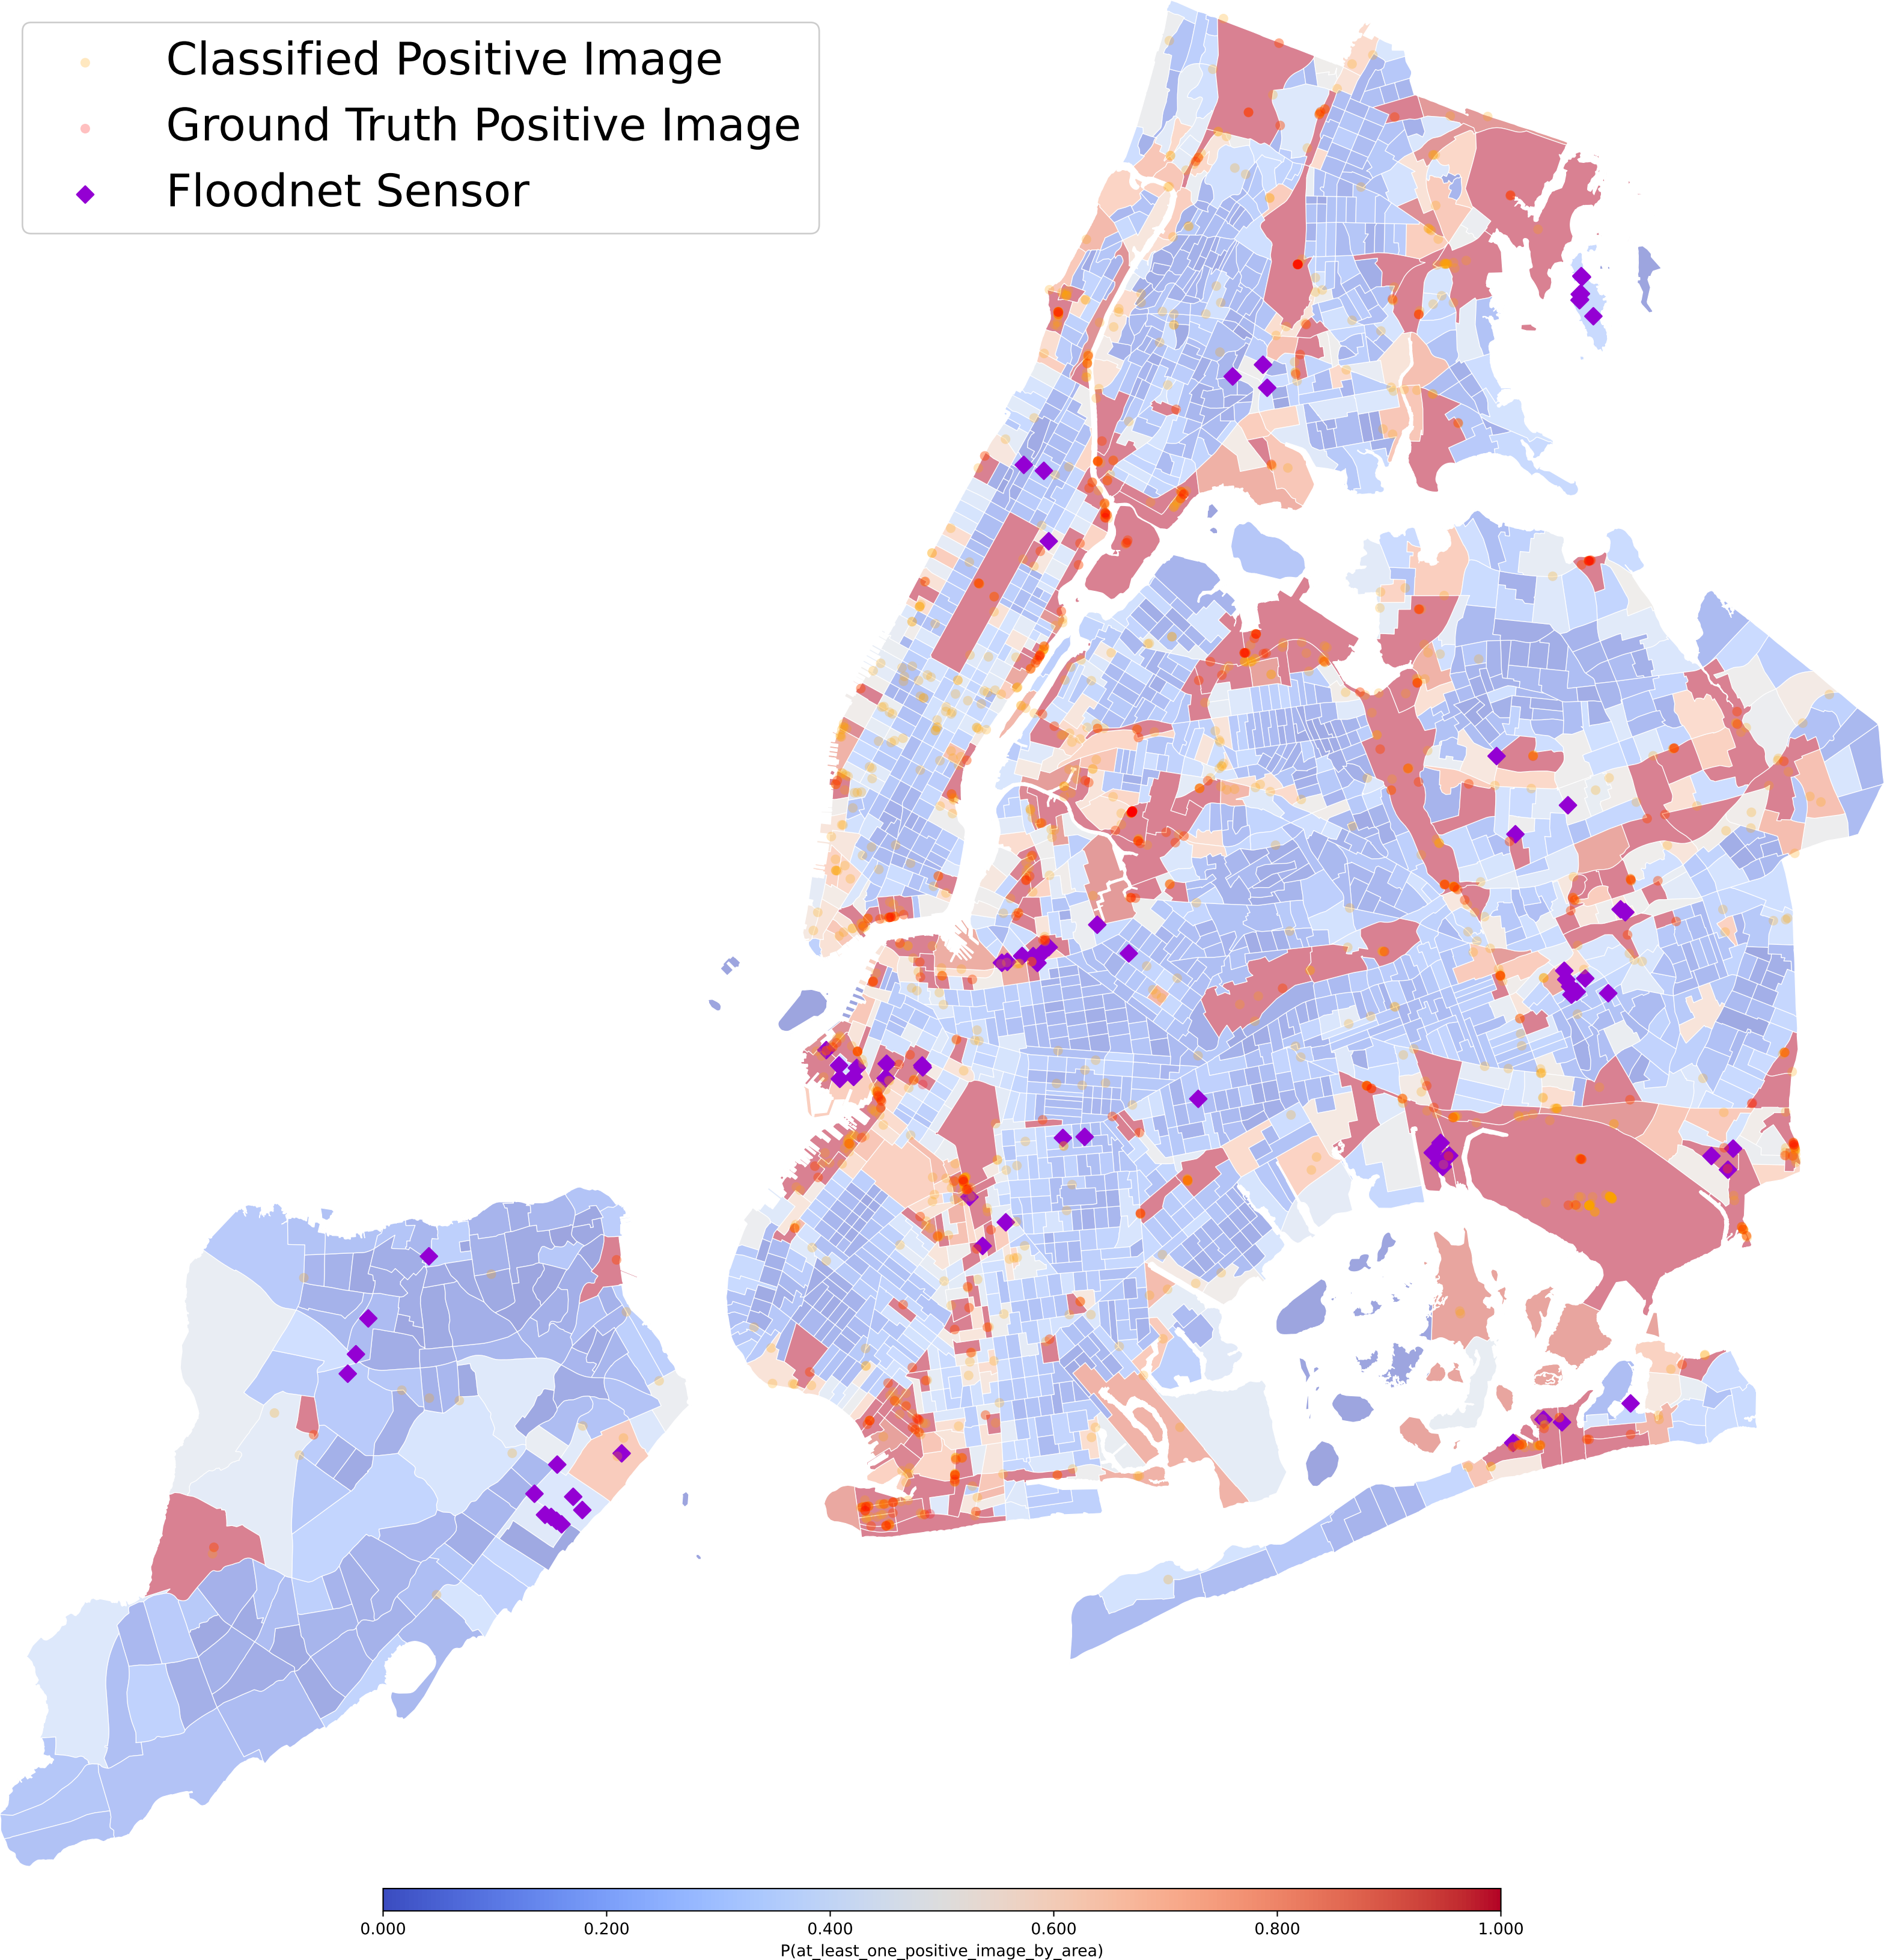 Classified Positive Image
Ground Truth Positive Image
Floodnet Sensor
0.000 0.200 0.400 0.600 0.800 1.000
P(at_least_one_positive_image_by_area)